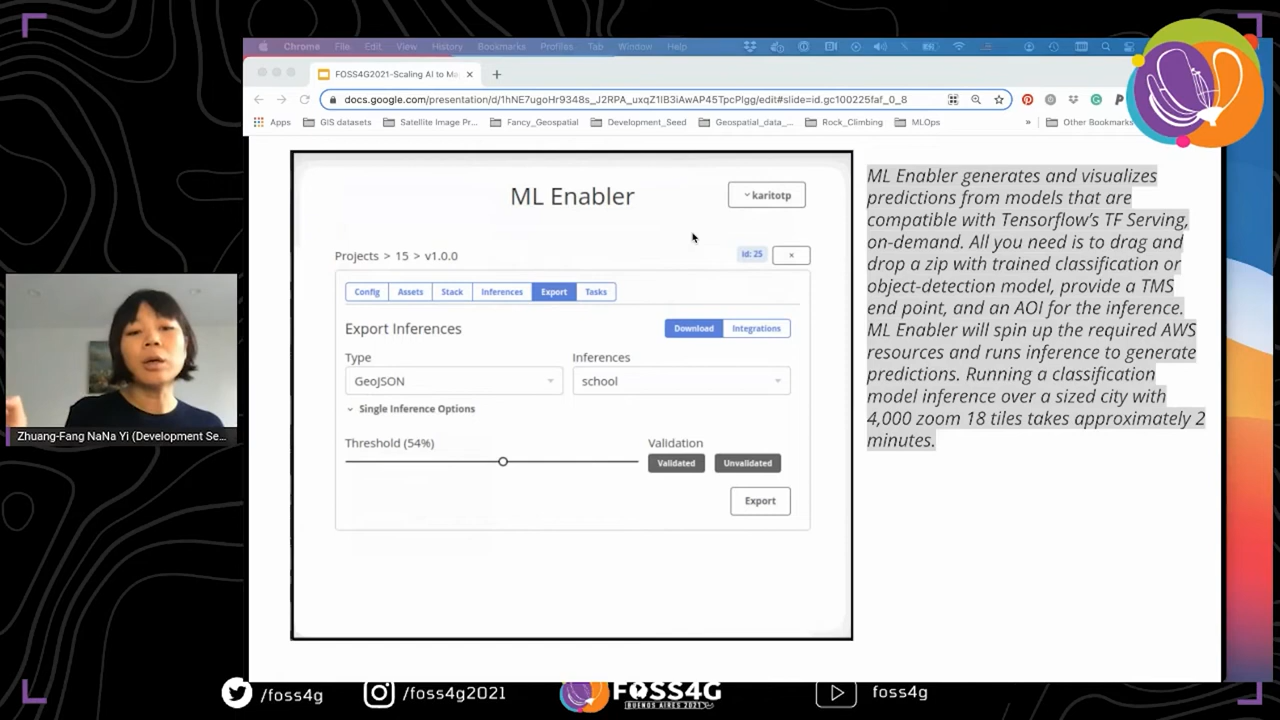 Chrome File Edit View History Bookmarks Profiles Tab Window Help
FOSS4G2021-Scaling AI to Ma
docs.google.com/presentation/d/1hNE7ugoHr9348s_J2RPA_uxqZ1IB3iAwAP45TpcPlgg/edit#slide=id.gc100225faf_0_8
Apps GIS datasets Satellite Image Pr... Fancy_Geospatial Development_Seed Geospatial_data_... Rock_Climbing MLOps » Other Bookmarks
ML Enabler
karitotp
Projects > 15 > v1.0.0
Id: 25
×
Config Assets Stack Inferences Export Tasks
Export Inferences
Download Integrations
Type
Inferences
GeoJSON
school
Single Inference Options
Threshold (54%)
Validation
Validated Unvalidated
Export
ML Enabler generates and visualizes
predictions from models that are
compatible with Tensorflow's TF Serving,
on-demand. All you need is to drag and
drop a zip with trained classification or
object-detection model, provide a TMS
end point, and an AOI for the inference.
ML Enabler will spin up the required AWS
resources and runs inference to generate
predictions. Running a classification
model inference over a sized city with
4,000 zoom 18 tiles takes approximately 2
minutes.
Zhuang-Fang NaNa Yi (Development Se...
/foss4g
/foss4g2021
FOSS4G
BUENOS AIRES 2021
foss4g